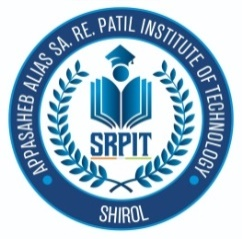 APPASAHEB ALIAS SA. RE. PATIL INSTITUTE OF TECHNOLOGY
SRPIT
SHIROL